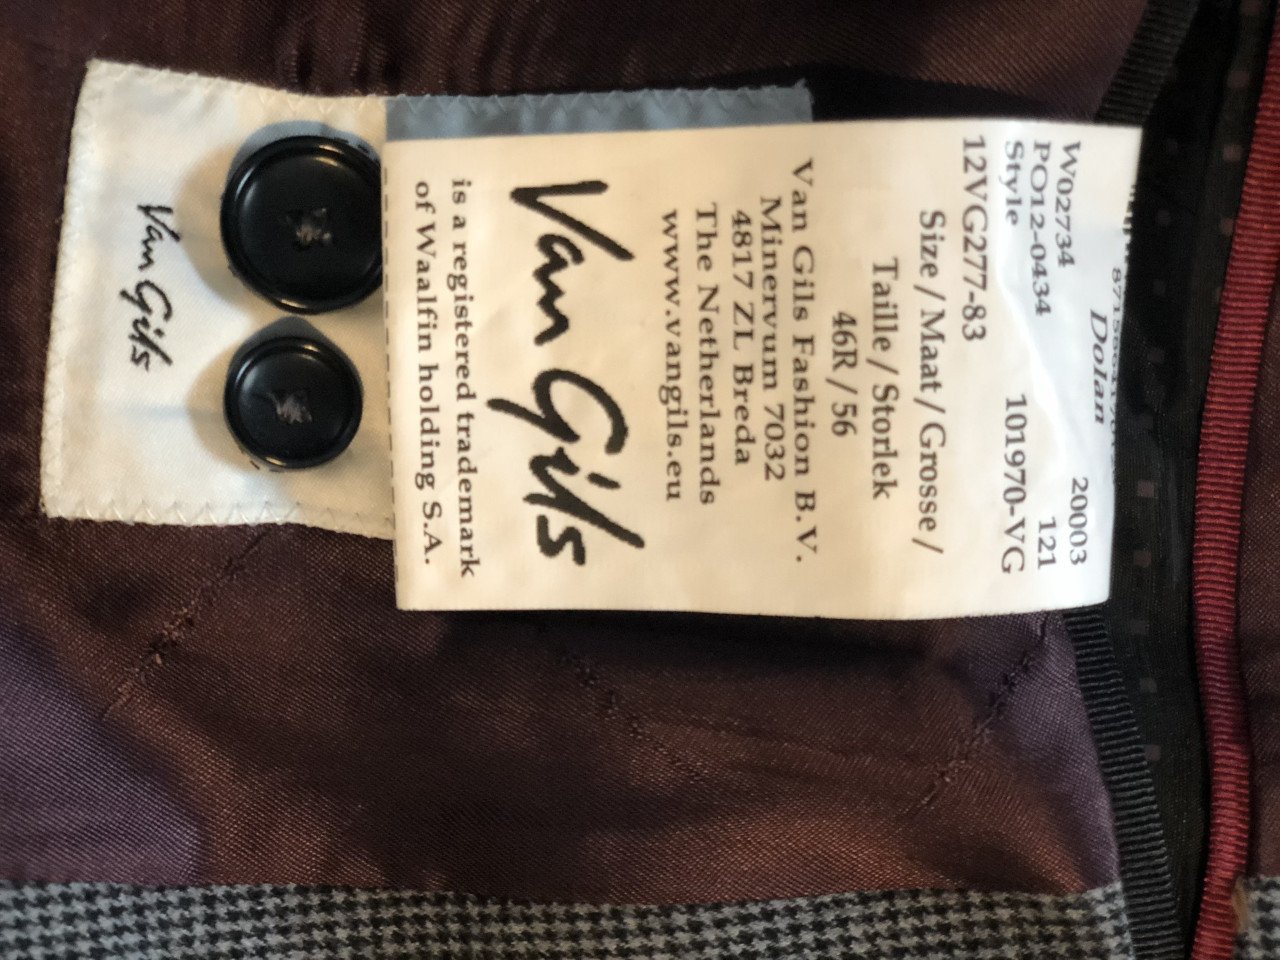 Van Gils
Dolan
W02734 20003
PO12-0434 121
Style 101970-VG
12VG277-83
Size / Maat / Grosse /
Taille / Storlek
46R / 56
Van Gils Fashion B.V.
Minervum 7032
4817 ZL Breda
The Netherlands
www.vangils.eu
Van Gils
is a registered trademark
of Waalfin holding S.A.